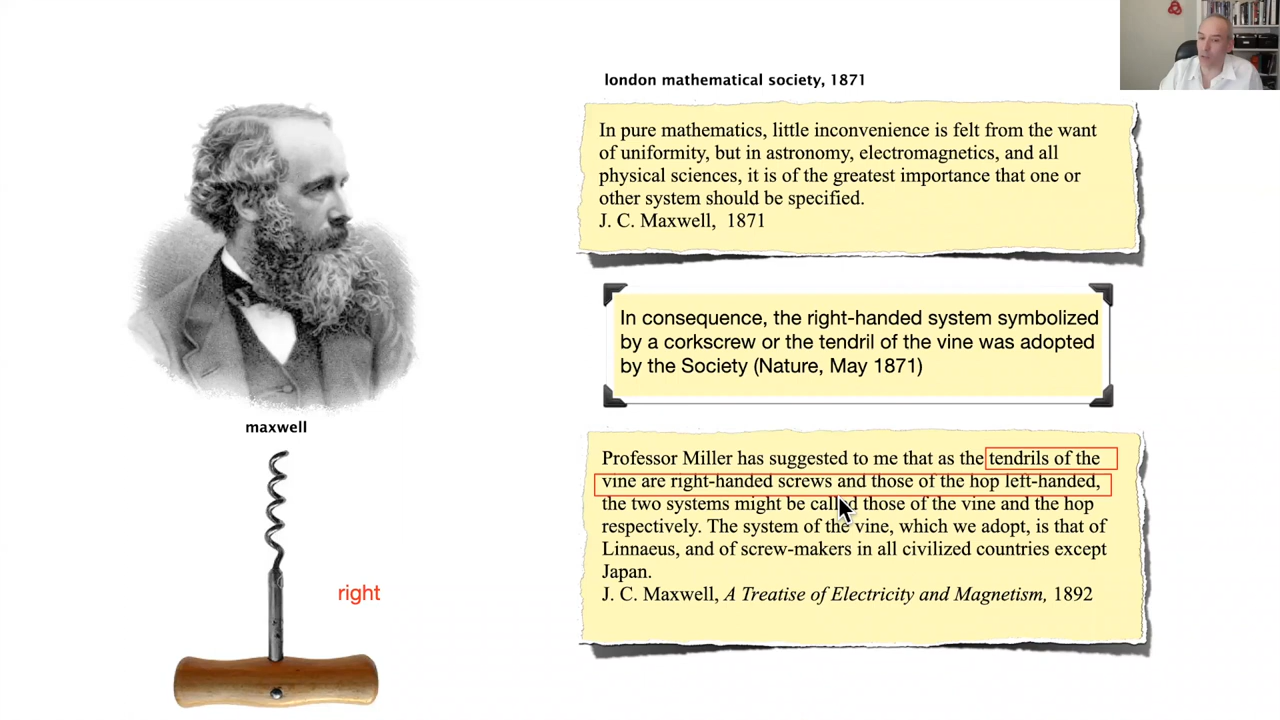 london mathematical society, 1871
In pure mathematics, little inconvenience is felt from the want
of uniformity, but in astronomy, electromagnetics, and all
physical sciences, it is of the greatest importance that one or
other system should be specified.
J. C. Maxwell,  1871
In consequence, the right-handed system symbolized
by a corkscrew or the tendril of the vine was adopted
by the Society (Nature, May 1871)
maxwell
Professor Miller has suggested to me that as the tendrils of the
vine are right-handed screws and those of the hop left-handed,
the two systems might be called those of the vine and the hop
respectively. The system of the vine, which we adopt, is that of
Linnaeus, and of screw-makers in all civilized countries except
Japan.
J. C. Maxwell, A Treatise of Electricity and Magnetism, 1892
right